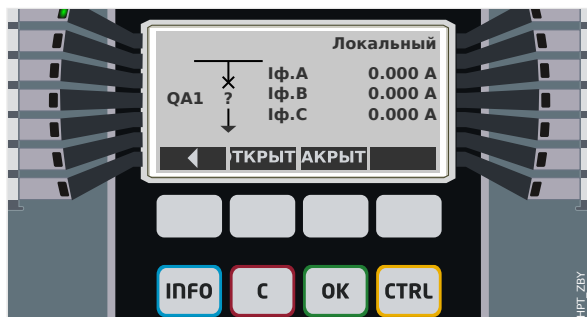 Локальный
Iф.A 0.000 A
QA1 ? Iф.B 0.000 A
Iф.C 0.000 A
ТКРЫТ АКРЫТ
INFO C OK CTRL
HPT_ZBY